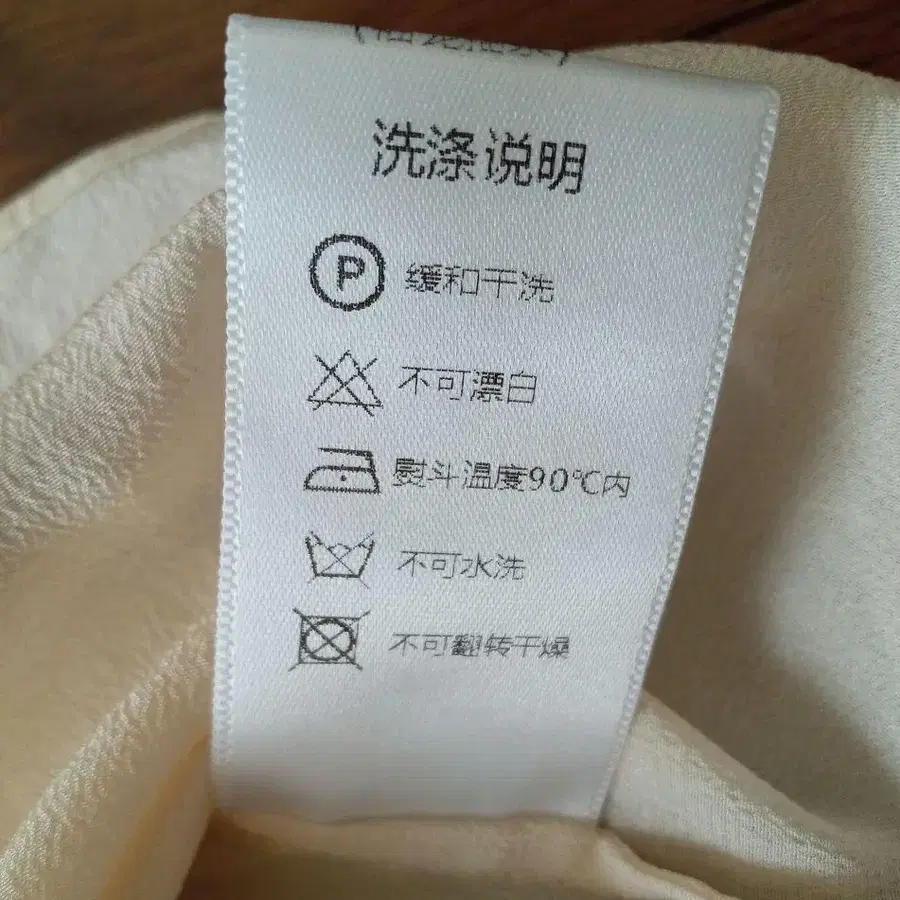 洗涤说明
P 缓和干洗
不可漂白
熨斗温度90℃内
不可水洗
不可翻转干燥